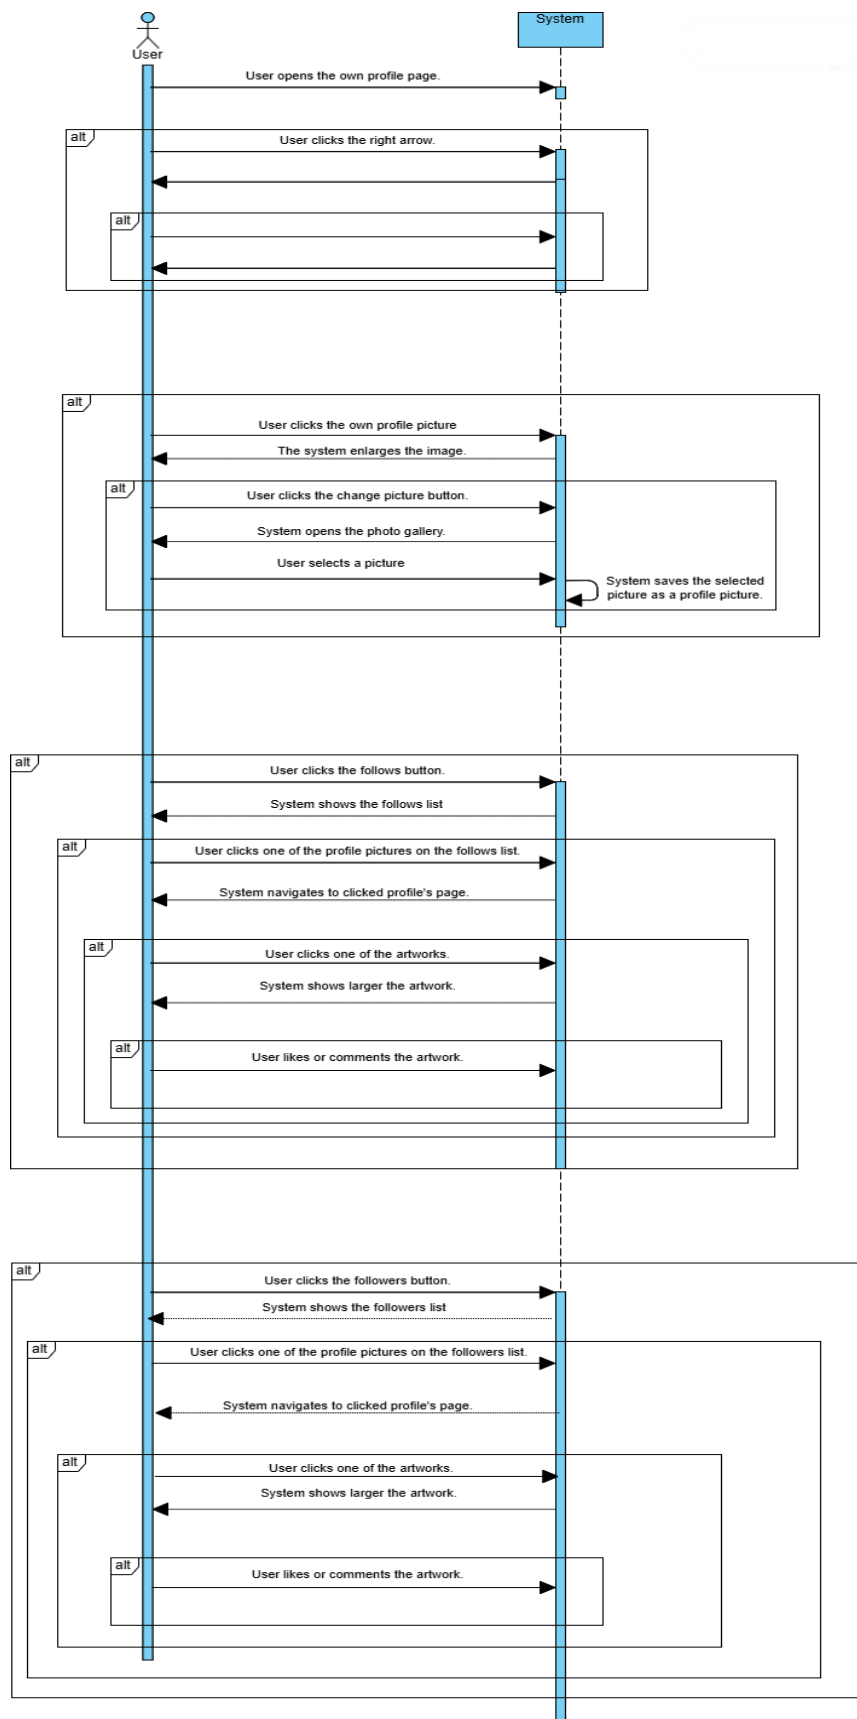 System
User
User opens the own profile page.
alt
User clicks the right arrow.
alt
alt
User clicks the own profile picture
The system enlarges the image.
alt
User clicks the change picture button.
System opens the photo gallery.
User selects a picture
System saves the selected
picture as a profile picture.
alt
User clicks the follows button.
System shows the follows list
alt
User clicks one of the profile pictures on the follows list.
System navigates to clicked profile's page.
alt
User clicks one of the artworks.
System shows larger the artwork.
alt
User likes or comments the artwork.
alt
User clicks the followers button.
System shows the followers list
alt
User clicks one of the profile pictures on the followers list.
System navigates to clicked profile's page.
alt
User clicks one of the artworks.
System shows larger the artwork.
alt
User likes or comments the artwork.